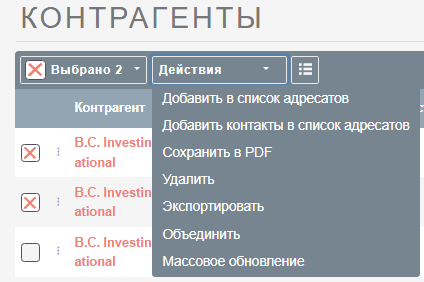 КОНТРАГЕНТЫ
Выбрано 2
Действия
Контрагент
Добавить в список адресатов
Добавить контакты в список адресатов
Сохранить в PDF
Удалить
Экспортировать
Объединить
Массовое обновление
B.C. Investin
ational
B.C. Investin
ational
B.C. Investin
ational